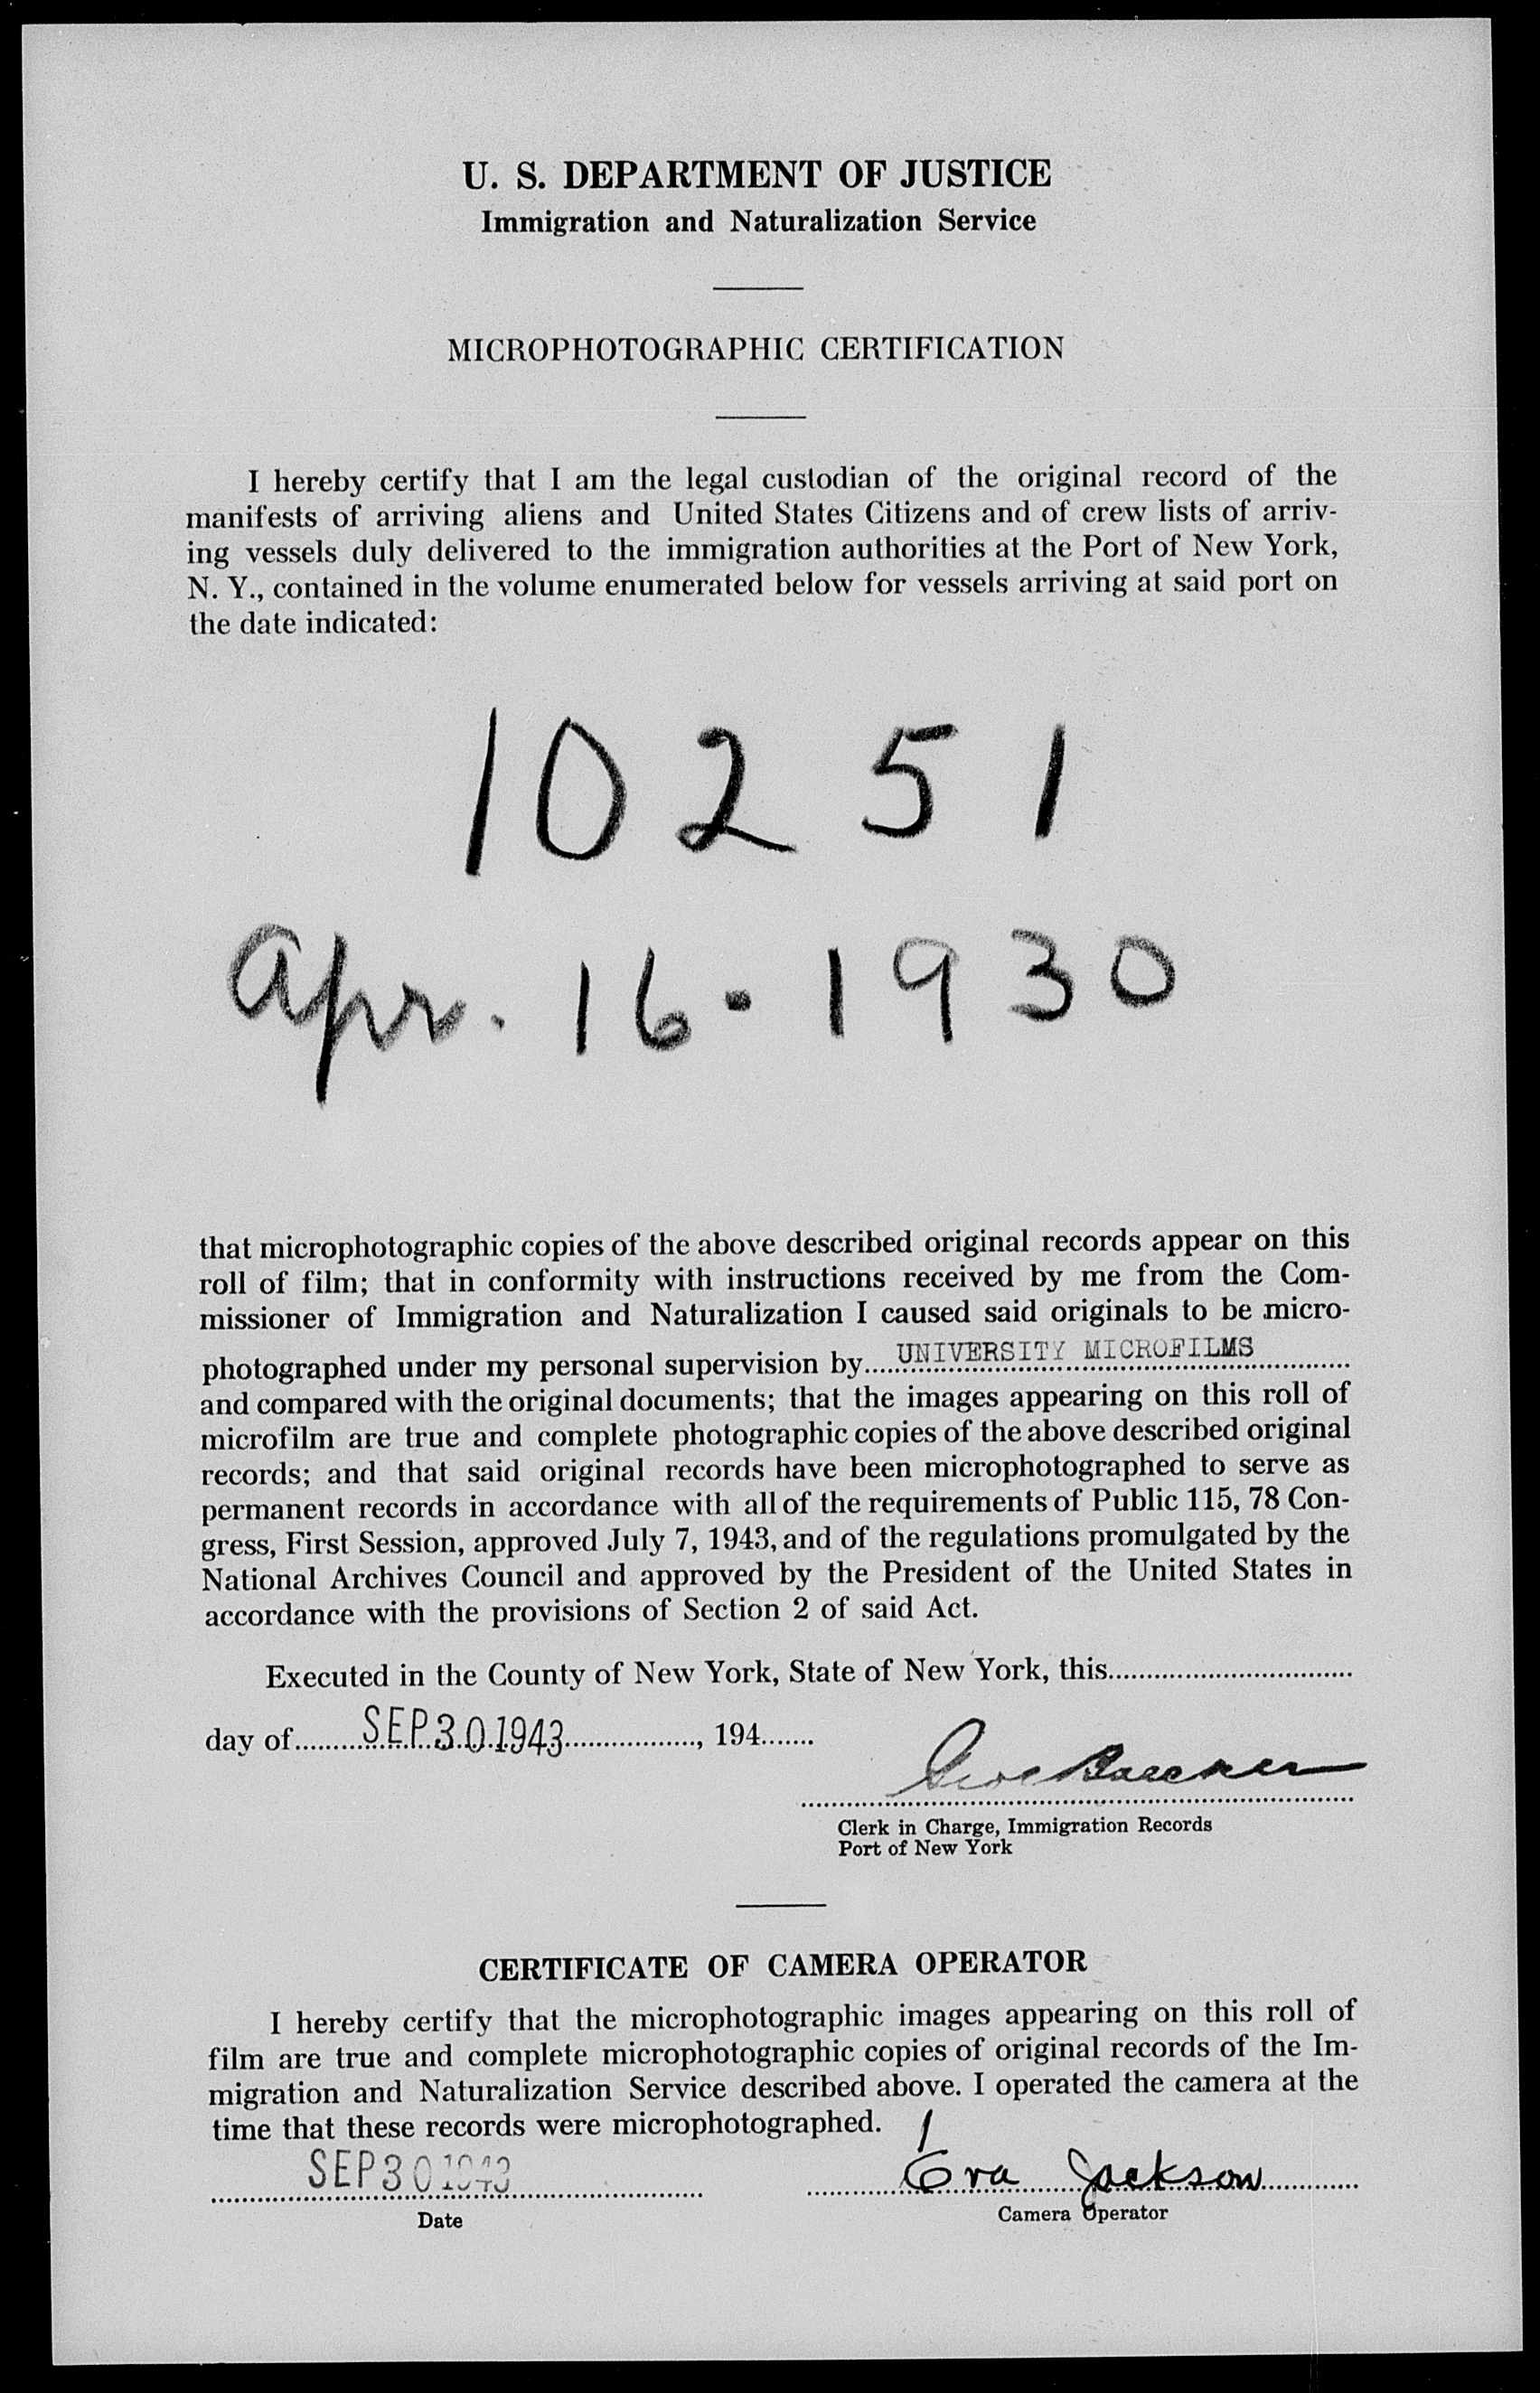 U. S. DEPARTMENT OF JUSTICE
Immigration and Naturalization Service
MICROPHOTOGRAPHIC CERTIFICATION
I hereby certify that I am the legal custodian of the original record of the
manifests of arriving aliens and United States Citizens and of crew lists of arriv-
ing vessels duly delivered to the immigration authorities at the Port of New York,
N. Y., contained in the volume enumerated below for vessels arriving at said port on
the date indicated:
10251
Apr. 16 - 1930
that microphotographic copies of the above described original records appear on this
roll of film; that in conformity with instructions received by me from the Com-
missioner of Immigration and Naturalization I caused said originals to be micro-
photographed under my personal supervision by.....UNIVERSITY MICROFILMS
and compared with the original documents; that the images appearing on this roll of
microfilm are true and complete photographic copies of the above described original
records; and that said original records have been microphotographed to serve as
permanent records in accordance with all of the requirements of Public 115, 78 Con-
gress, First Session, approved July 7, 1943, and of the regulations promulgated by the
National Archives Council and approved by the President of the United States in
accordance with the provisions of Section 2 of said Act.
Executed in the County of New York, State of New York, this
day of SEP 30 1943, 194
Clerk in Charge, Immigration Records
Port of New York
CERTIFICATE OF CAMERA OPERATOR
I hereby certify that the microphotographic images appearing on this roll of
film are true and complete microphotographic copies of original records of the Im-
migration and Naturalization Service described above. I operated the camera at the
time that these records were microphotographed.
SEP 30 1943 Eva Jackson
Date Camera Operator